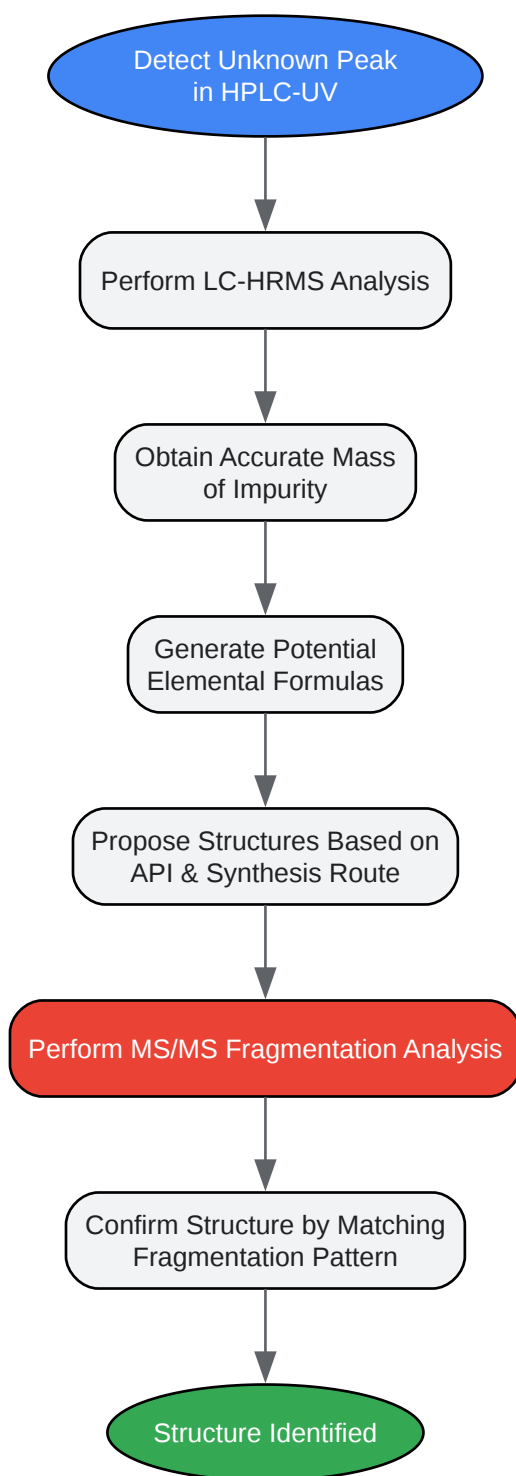 Detect Unknown Peak
in HPLC-UV
Perform LC-HRMS Analysis
Obtain Accurate Mass
of Impurity
Generate Potential
Elemental Formulas
Propose Structures Based on
API & Synthesis Route
Perform MS/MS Fragmentation Analysis
Confirm Structure by Matching
Fragmentation Pattern
Structure Identified